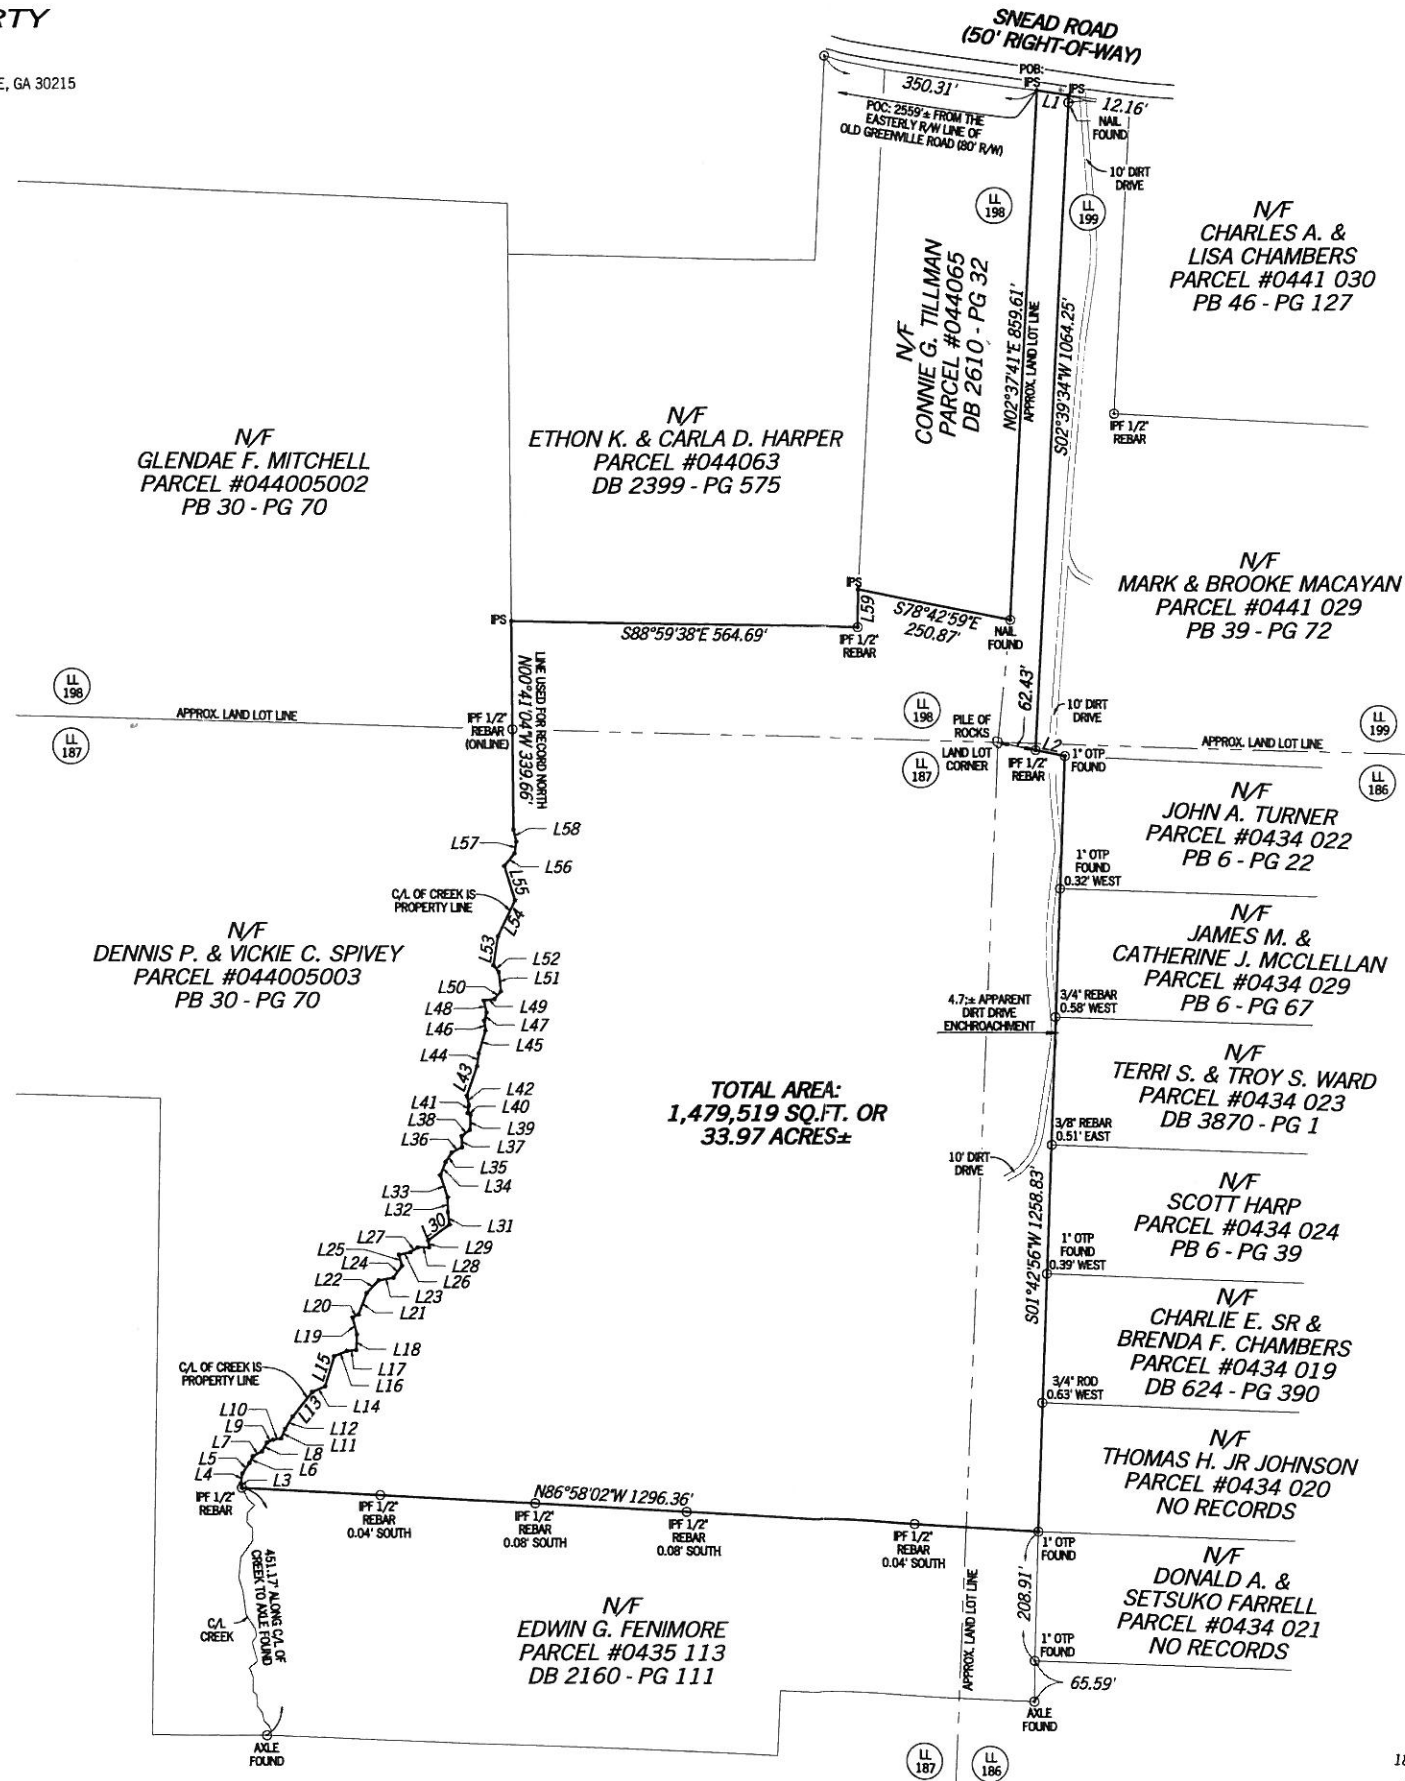 RTY
E, GA 30215
SNEAD ROAD
(50' RIGHT-OF-WAY)
POB:
IPS
IPS
350.31'
L1
12.16'
NAIL
FOUND
POC: 2559'± FROM THE
EASTERLY R/W LINE OF
OLD GREENVILLE ROAD (80' R/W)
10' DIRT
DRIVE
LL
198
LL
199
N/F
CHARLES A. &
LISA CHAMBERS
PARCEL #0441 030
PB 46 - PG 127
N/F
CONNIE G. TILLMAN
PARCEL #044065
DB 2610 - PG 32
N02°37'41"E 859.61'
APPROX. LAND LOT LINE
S02°39'34"W 1064.25'
IPF 1/2"
REBAR
N/F
GLENDAE F. MITCHELL
PARCEL #044005002
PB 30 - PG 70
N/F
ETHON K. & CARLA D. HARPER
PARCEL #044063
DB 2399 - PG 575
N/F
MARK & BROOKE MACAYAN
PARCEL #0441 029
PB 39 - PG 72
IPS
L59
S78°42'59"E
250.87'
IPS
S88°59'38"E 564.69'
IPF 1/2"
REBAR
NAIL
FOUND
LINE USED FOR RECORD NORTH
N00°41'04"W 339.66'
LL
198
APPROX. LAND LOT LINE
LL
187
IPF 1/2"
REBAR
(ONLINE)
62.43'
LL
198
PILE OF
ROCKS
10' DIRT
DRIVE
L2
LL
187
LAND LOT
CORNER
IPF 1/2"
REBAR
1" OTP
FOUND
APPROX. LAND LOT LINE
LL
199
LL
186
N/F
JOHN A. TURNER
PARCEL #0434 022
PB 6 - PG 22
1" OTP
FOUND
0.32' WEST
L58
L57
L56
L55
C/L OF CREEK IS
PROPERTY LINE
L54
L53
L52
L51
L50
L49
L48
L47
L46
L45
L44
L43
L42
L41
L40
L38
L39
L36
L37
L35
L34
L33
L32
L31
L30
L27
L29
L25
L28
L24
L26
L22
L23
L20
L21
L19
L18
L17
L15
L16
C/L OF CREEK IS
PROPERTY LINE
L14
L13
L10
L12
L9
L11
L7
L8
L5
L6
L4
L3
IPF 1/2"
REBAR
N/F
DENNIS P. & VICKIE C. SPIVEY
PARCEL #044005003
PB 30 - PG 70
N/F
JAMES M. &
CATHERINE J. MCCLELLAN
PARCEL #0434 029
PB 6 - PG 67
3/4" REBAR
0.58' WEST
4.7;± APPARENT
DIRT DRIVE
ENCHROACHMENT
TOTAL AREA:
1,479,519 SQ.FT. OR
33.97 ACRES±
N/F
TERRI S. & TROY S. WARD
PARCEL #0434 023
DB 3870 - PG 1
3/8" REBAR
0.51' EAST
10' DIRT
DRIVE
S01°42'56"W 1258.83'
N/F
SCOTT HARP
PARCEL #0434 024
PB 6 - PG 39
1" OTP
FOUND
0.39' WEST
N/F
CHARLIE E. SR &
BRENDA F. CHAMBERS
PARCEL #0434 019
DB 624 - PG 390
3/4" ROD
0.63' WEST
N/F
THOMAS H. JR JOHNSON
PARCEL #0434 020
NO RECORDS
N86°58'02"W 1296.36'
IPF 1/2"
REBAR
0.04' SOUTH
IPF 1/2"
REBAR
0.08' SOUTH
IPF 1/2"
REBAR
0.08' SOUTH
IPF 1/2"
REBAR
0.04' SOUTH
1" OTP
FOUND
451.17' ALONG C/L OF
CREEK TO AXLE FOUND
C/L
CREEK
N/F
EDWIN G. FENIMORE
PARCEL #0435 113
DB 2160 - PG 111
APPROX. LAND LOT LINE
208.91'
N/F
DONALD A. &
SETSUKO FARRELL
PARCEL #0434 021
NO RECORDS
1" OTP
FOUND
65.59'
AXLE
FOUND
AXLE
FOUND
LL
187
LL
186
18